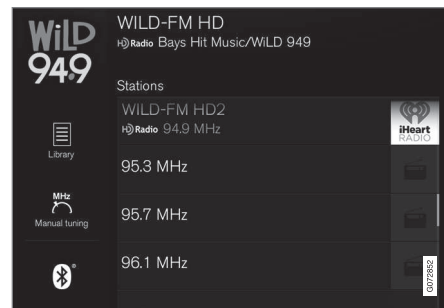 WiLD
94.9
WILD-FM HD
HD Radio Bays Hit Music/WiLD 949
Stations
WILD-FM HD2
HD Radio 94.9 MHz
iHeart
RADIO
Library
95.3 MHz
MHz
Manual tuning
95.7 MHz
96.1 MHz
G072852